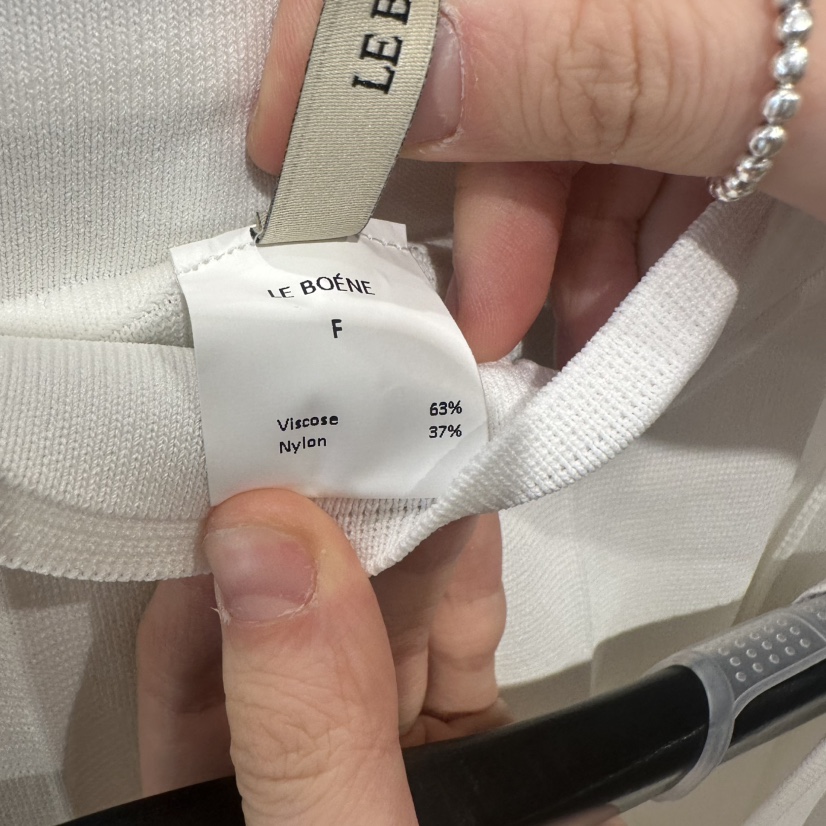 LE B
LE BOÉNE
F
Viscose 63%
Nylon 37%